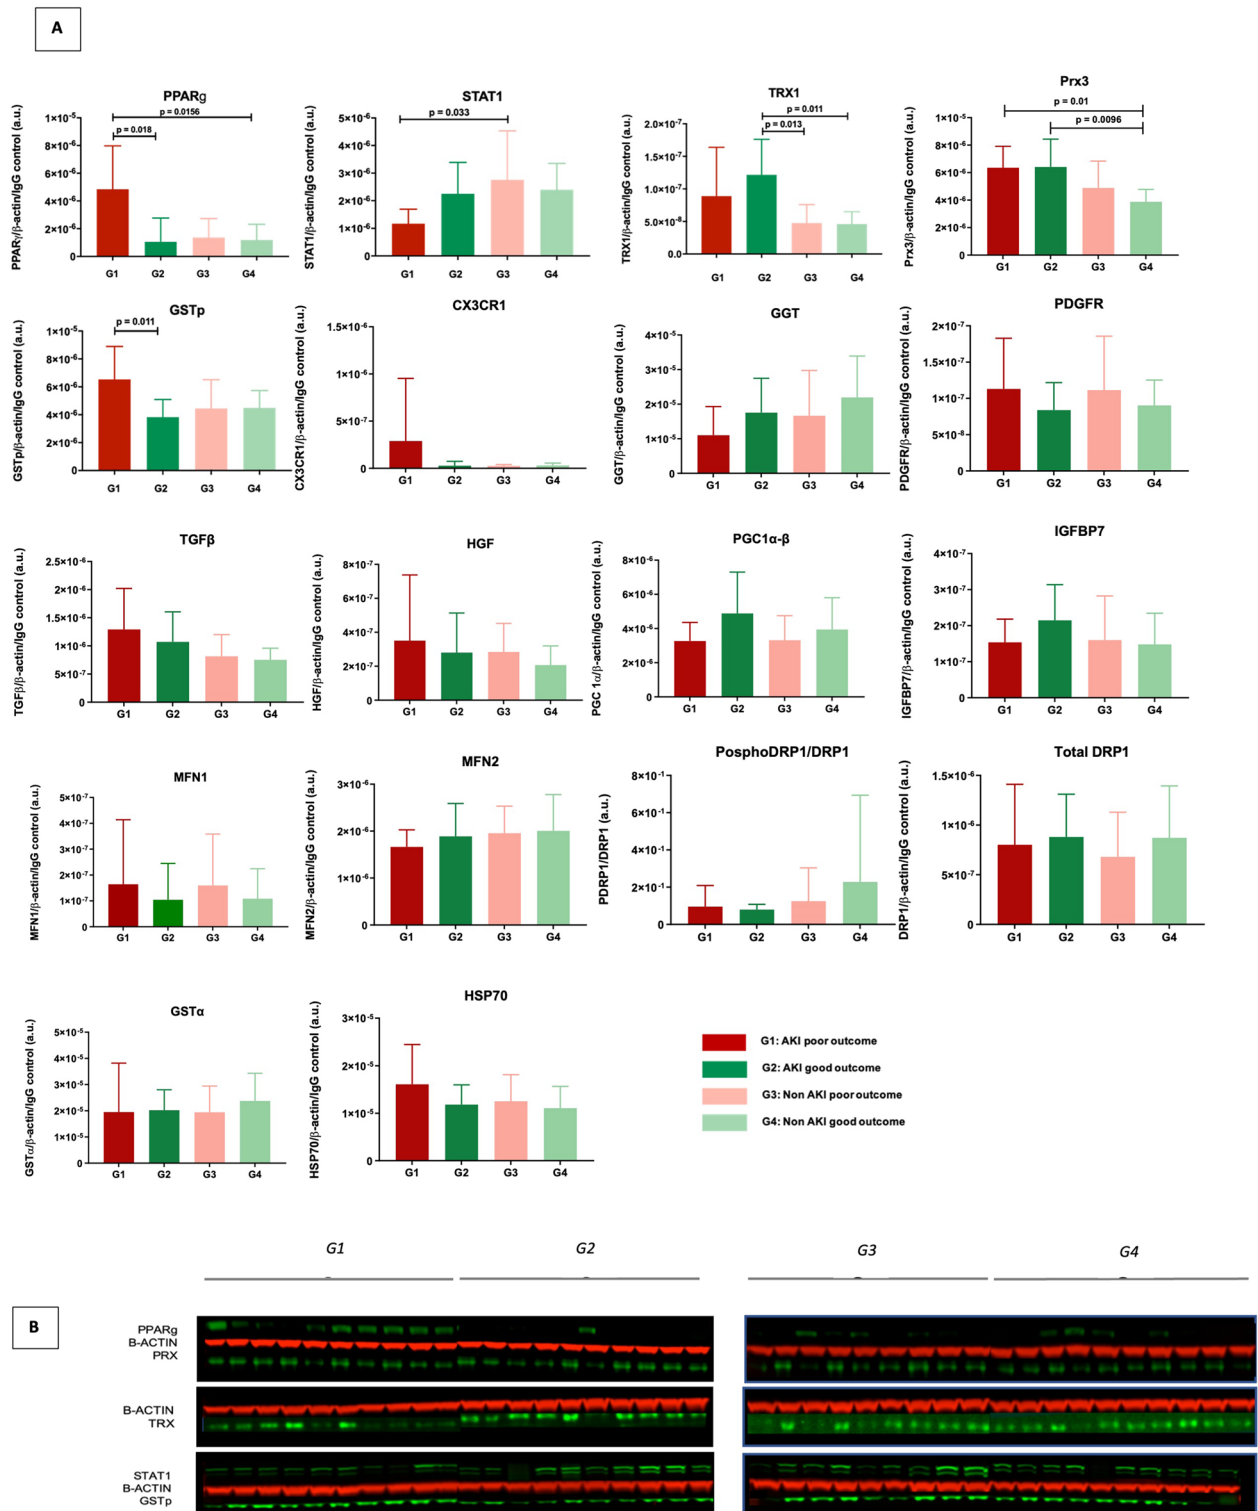 A
PPARg
p = 0.0156
p = 0.018
PPARγ/β-actin/IgG control (a.u.)
1×10⁻⁵
8×10⁻⁶
6×10⁻⁶
4×10⁻⁶
2×10⁻⁶
0
G1 G2 G3 G4
STAT1
p = 0.033
STAT1/β-actin/IgG control (a.u.)
5×10⁻⁶
4×10⁻⁶
3×10⁻⁶
2×10⁻⁶
1×10⁻⁶
0
G1 G2 G3 G4
TRX1
p = 0.011
p = 0.013
TRX1/β-actin/IgG control (a.u.)
2.0×10⁻⁷
1.5×10⁻⁷
1.0×10⁻⁷
5.0×10⁻⁸
0.0
G1 G2 G3 G4
Prx3
p = 0.01
p = 0.0096
Prx3/β-actin/IgG control (a.u.)
1×10⁻⁵
8×10⁻⁶
6×10⁻⁶
4×10⁻⁶
2×10⁻⁶
0
G1 G2 G3 G4
GSTp
p = 0.011
GSTp/β-actin/IgG control (a.u.)
1×10⁻⁵
8×10⁻⁶
6×10⁻⁶
4×10⁻⁶
2×10⁻⁶
0
G1 G2 G3 G4
CX3CR1
CX3CR1/β-actin/IgG control (a.u.)
1.5×10⁻⁶
1×10⁻⁶
5×10⁻⁷
0
G1 G2 G3 G4
GGT
GGT/β-actin/IgG control (a.u.)
4×10⁻⁵
3×10⁻⁵
2×10⁻⁵
1×10⁻⁵
0
G1 G2 G3 G4
PDGFR
PDGFR/β-actin/IgG control (a.u.)
2×10⁻⁷
1×10⁻⁷
1×10⁻⁷
5×10⁻⁸
0
G1 G2 G3 G4
TGFβ
TGFβ/β-actin/IgG control (a.u.)
2.5×10⁻⁶
2×10⁻⁶
1.5×10⁻⁶
1×10⁻⁶
5×10⁻⁷
0
G1 G2 G3 G4
HGF
HGF/β-actin/IgG control (a.u.)
8×10⁻⁷
6×10⁻⁷
4×10⁻⁷
2×10⁻⁷
0
G1 G2 G3 G4
PGC1α-β
PGC 1α/β-actin/IgG control (a.u.)
8×10⁻⁶
6×10⁻⁶
4×10⁻⁶
2×10⁻⁶
0
G1 G2 G3 G4
IGFBP7
IGFBP7/β-actin/IgG control (a.u.)
4×10⁻⁷
3×10⁻⁷
2×10⁻⁷
1×10⁻⁷
0
G1 G2 G3 G4
MFN1
MFN1/β-actin/IgG control (a.u.)
5×10⁻⁷
4×10⁻⁷
3×10⁻⁷
2×10⁻⁷
1×10⁻⁷
0
G1 G2 G3 G4
MFN2
MFN2/β-actin/IgG control (a.u.)
3×10⁻⁶
2×10⁻⁶
1×10⁻⁶
0
G1 G2 G3 G4
PosphoDRP1/DRP1
PDRP1/DRP1 (a.u.)
8×10⁻¹
6×10⁻¹
4×10⁻¹
2×10⁻¹
0
G1 G2 G3 G4
Total DRP1
DRP1/β-actin/IgG control (a.u.)
1.5×10⁻⁶
1×10⁻⁶
5×10⁻⁷
0
G1 G2 G3 G4
GSTα
GSTα/β-actin/IgG control (a.u.)
5×10⁻⁵
4×10⁻⁵
3×10⁻⁵
2×10⁻⁵
1×10⁻⁵
0
G1 G2 G3 G4
HSP70
HSP70/β-actin/IgG control (a.u.)
3×10⁻⁵
2×10⁻⁵
1×10⁻⁵
0
G1 G2 G3 G4
G1: AKI poor outcome
G2: AKI good outcome
G3: Non AKI poor outcome
G4: Non AKI good outcome
G1 G2 G3 G4
B
PPARg
B-ACTIN
PRX
B-ACTIN
TRX
STAT1
B-ACTIN
GSTp